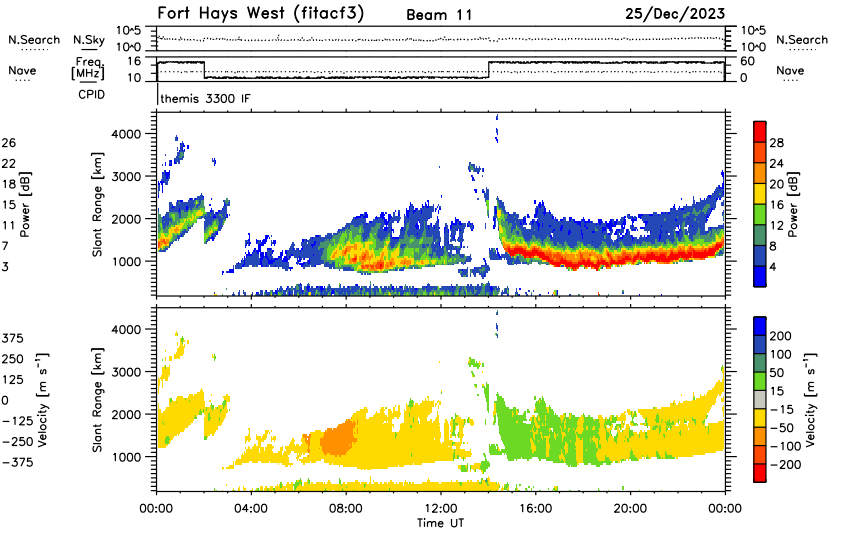 Fort Hays West (fitacf3) Beam 11 25/Dec/2023
N.Search N.Sky 10^5 10^0 10^5 10^0 N.Search
Nave Freq. [MHz] 16 10 60 0 Nave
CPID themis 3300 IF
26 22 18 15 11 7 3
Power [dB]
Slant Range [km]
4000
3000
2000
1000
28
24
20
16
12
8
4
Power [dB]
375 250 125 0 -125 -250 -375
Velocity [m s^-1]
Slant Range [km]
4000
3000
2000
1000
200
100
50
15
-15
-50
-100
-200
Velocity [m s^-1]
00:00 04:00 08:00 12:00 16:00 20:00 00:00
Time UT